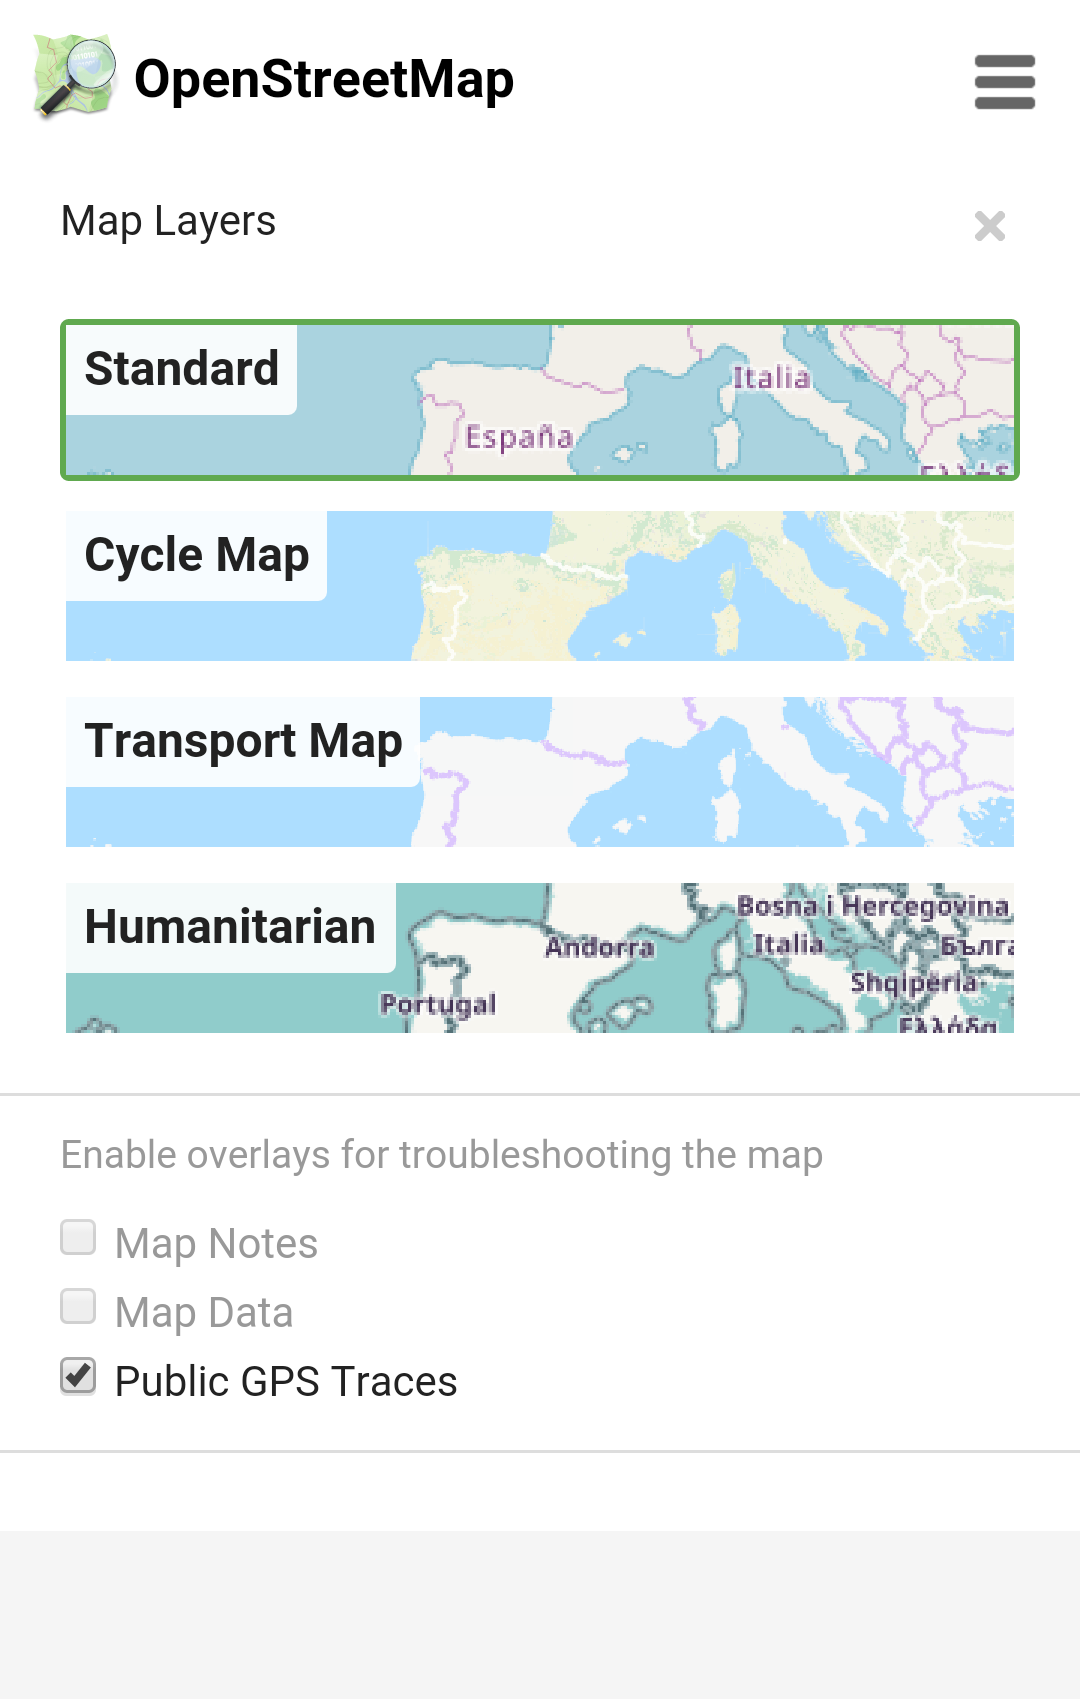 OpenStreetMap
Map Layers
Standard
Italia
España
Cycle Map
Transport Map
Humanitarian
Bosna i Hercegovina
Andorra
Italia
Shqipëria
Portugal
Ελλάδα
Enable overlays for troubleshooting the map
Map Notes
Map Data
Public GPS Traces